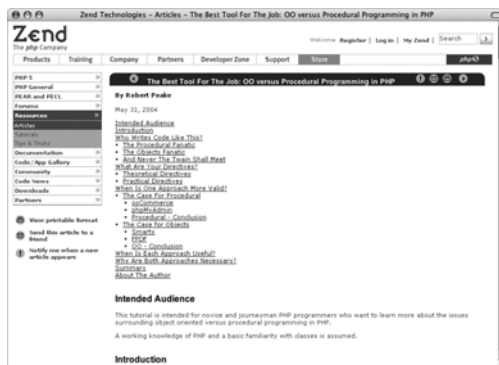 Zend Technologies - Articles - The Best Tool For The Job: OO versus Procedural Programming in PHP
Zend
The php Company
Welcome Register | Log in | My Zend
Search
Products Training Company Partners Developer Zone Support Store php5
PHP 5
PHP General
PEAR and PECL
Forums
Resources
Articles
Tutorials
Tips & Tricks
Documentation
Code/App Gallery
Community
Code News
Downloads
Partners
View printable format
Send this article to a
friend
Notify me when a new
article appears
The Best Tool For The Job: OO versus Procedural Programming in PHP
By Robert Peake
May 31, 2004
Intended Audience
Introduction
Who Writes Code Like This?
• The Procedural Fanatic
• The Objects Fanatic
• And Never The Twain Shall Meet
What Are Your Directives?
• Theoretical Directives
• Practical Directives
When Is One Approach More Valid?
• The Case For Procedural
• osCommerce
• phpMyAdmin
• Procedural - Conclusion
• The Case for Objects
• Smarty
• FPDF
• OO - Conclusion
When Is Each Approach Useful?
Why Are Both Approaches Necessary?
Summary
About The Author
Intended Audience
This tutorial is intended for novice and journeyman PHP programmers who want to learn more about the issues
surrounding object oriented versus procedural programming in PHP.
A working knowledge of PHP and a basic familiarity with classes is assumed.
Introduction